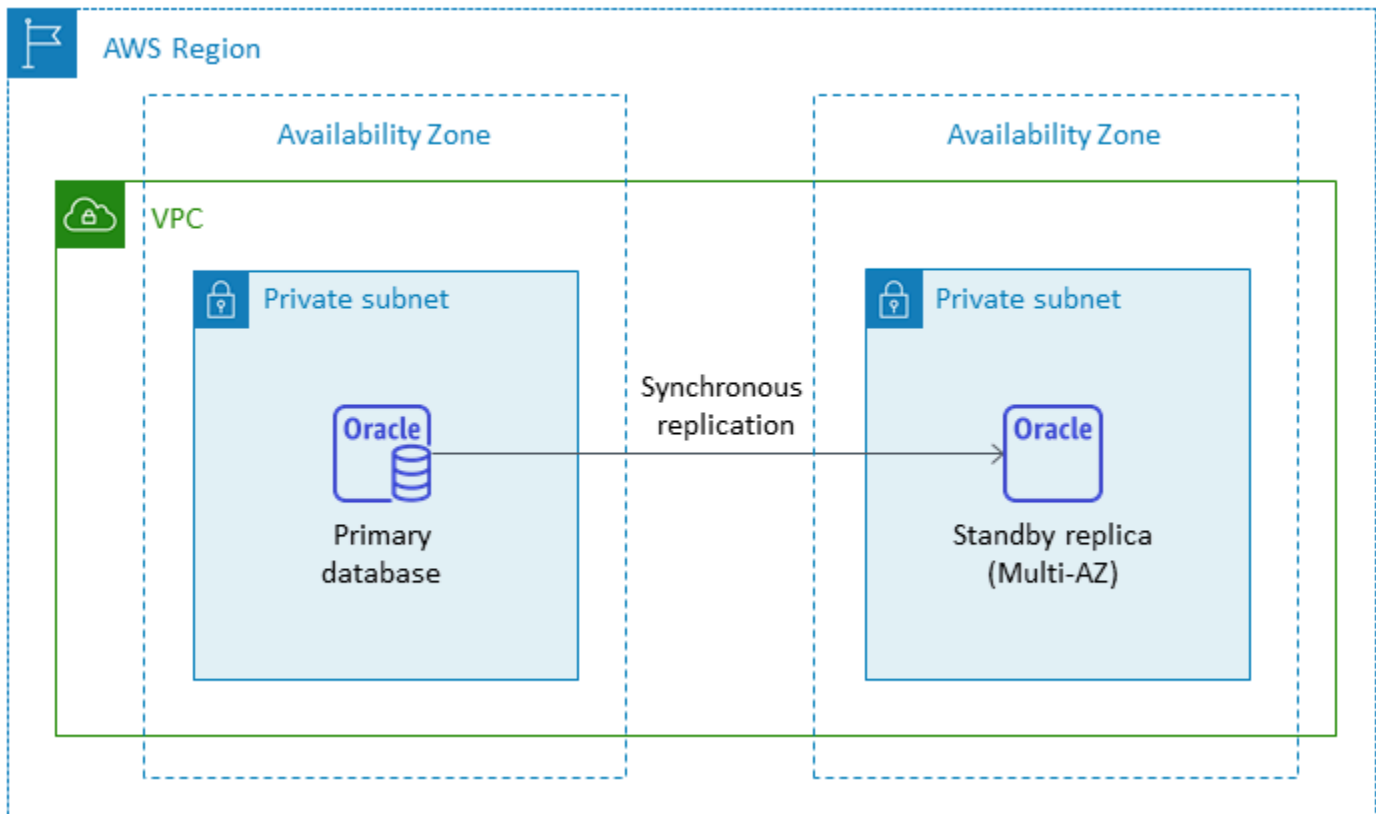 AWS Region
Availability Zone
Availability Zone
VPC
Private subnet
Private subnet
Synchronous
replication
Oracle
Oracle
Primary
database
Standby replica
(Multi-AZ)